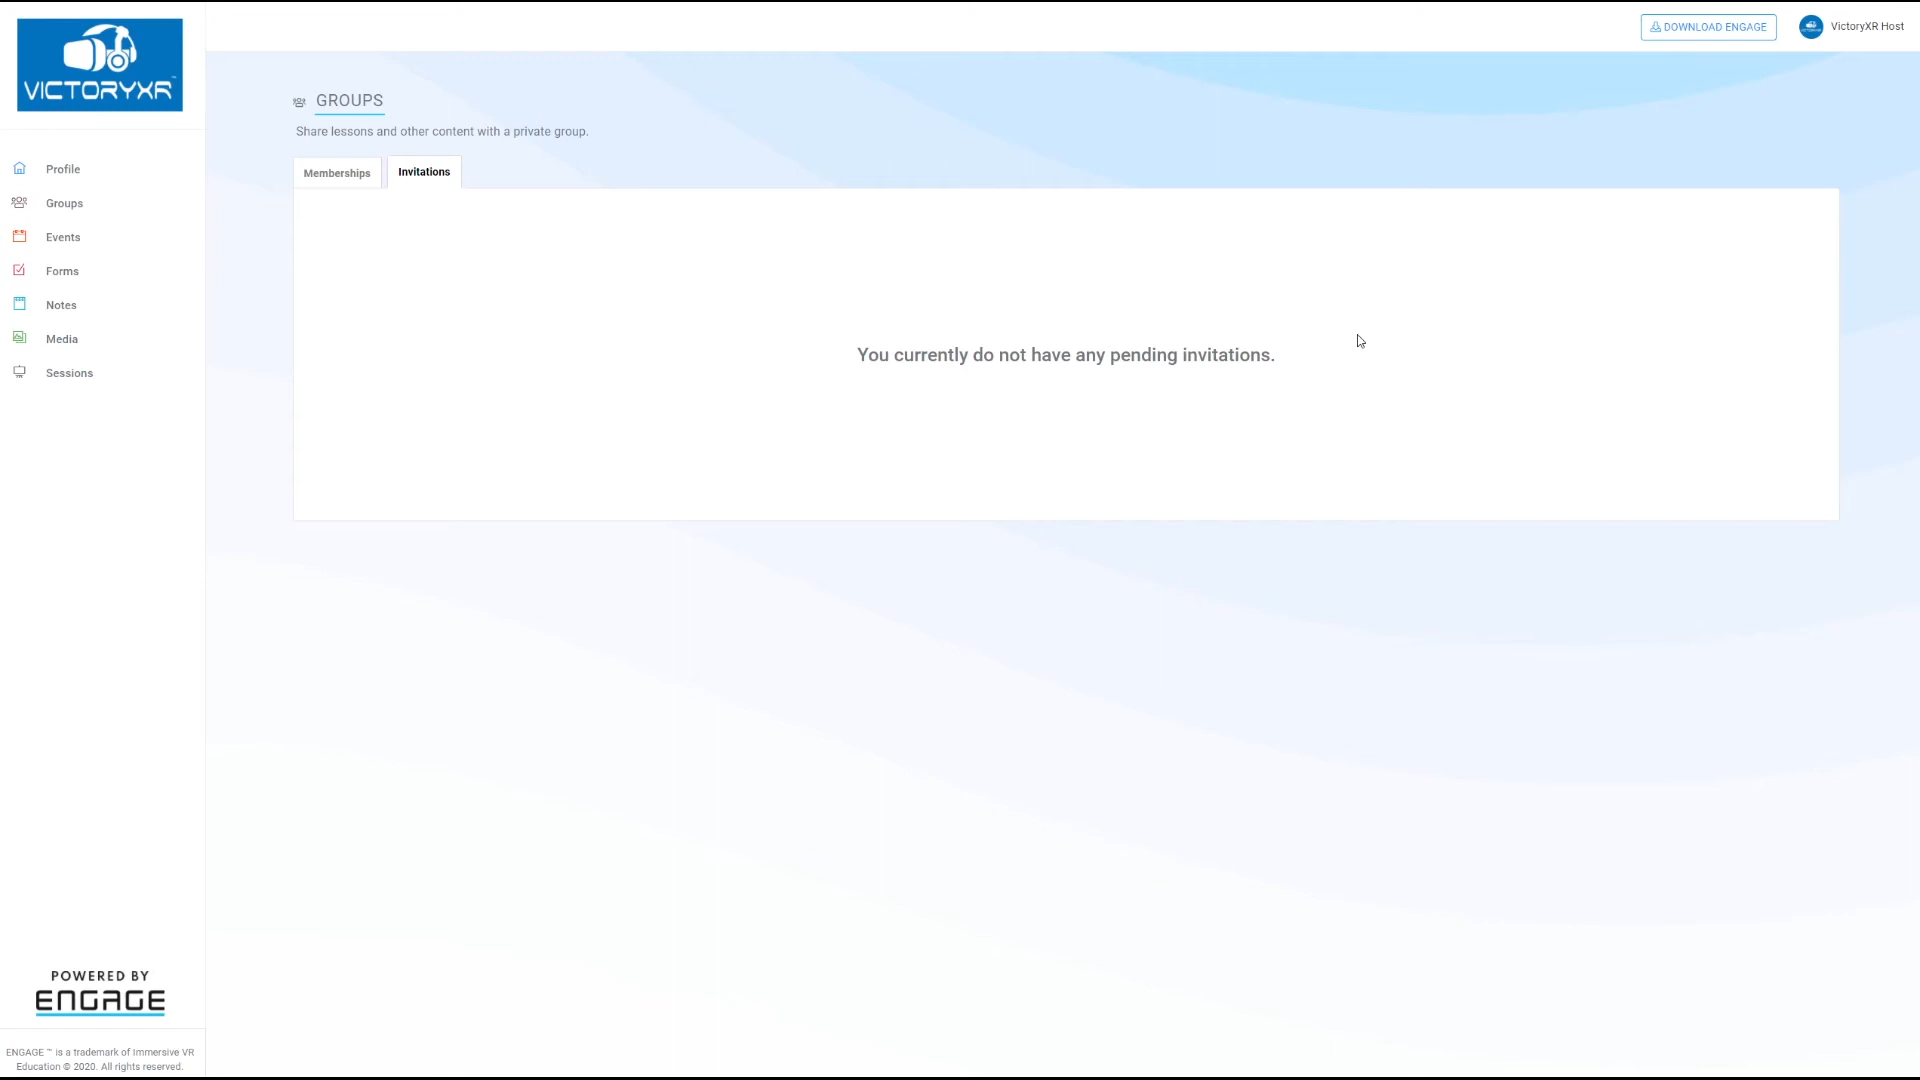 VICTORYXR
DOWNLOAD ENGAGE
VictoryXR Host
GROUPS
Share lessons and other content with a private group.
Memberships
Invitations
Profile
Groups
Events
Forms
Notes
Media
Sessions
You currently do not have any pending invitations.
POWERED BY
ENGAGE
ENGAGE ™ is a trademark of Immersive VR
Education © 2020. All rights reserved.